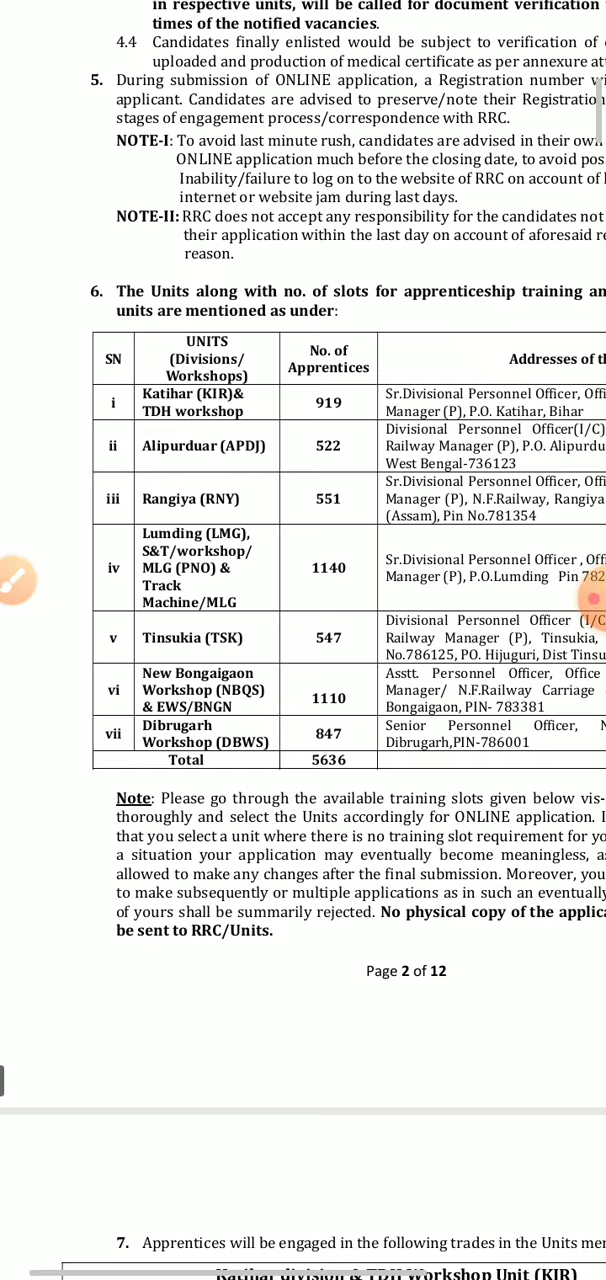 in respective units, will be called for document verification
times of the notified vacancies.
4.4 Candidates finally enlisted would be subject to verification of
uploaded and production of medical certificate as per annexure at
5. During submission of ONLINE application, a Registration number w
applicant. Candidates are advised to preserve/note their Registration
stages of engagement process/correspondence with RRC.
NOTE-I: To avoid last minute rush, candidates are advised in their own
ONLINE application much before the closing date, to avoid pos
Inability/failure to log on to the website of RRC on account of
internet or website jam during last days.
NOTE-II: RRC does not accept any responsibility for the candidates not
their application within the last day on account of aforesaid re
reason.
6. The Units along with no. of slots for apprenticeship training an
units are mentioned as under:
SN
UNITS
(Divisions/
Workshops)
No. of
Apprentices
Addresses of th
i
Katihar (KIR)&
TDH workshop
919
Sr.Divisional Personnel Officer, Offi
Manager (P), P.O. Katihar, Bihar
ii
Alipurduar (APDJ)
522
Divisional Personnel Officer(I/C)
Railway Manager (P), P.O. Alipurdu
West Bengal-736123
iii
Rangiya (RNY)
551
Sr.Divisional Personnel Officer, Offi
Manager (P), N.F.Railway, Rangiya
(Assam), Pin No.781354
iv
Lumding (LMG),
S&T/workshop/
MLG (PNO) &
Track
Machine/MLG
1140
Sr.Divisional Personnel Officer , Offi
Manager (P), P.O.Lumding Pin 782
v
Tinsukia (TSK)
547
Divisional Personnel Officer (I/C
Railway Manager (P), Tinsukia,
No.786125, PO. Hijuguri, Dist Tinsu
vi
New Bongaigaon
Workshop (NBQS)
& EWS/BNGN
1110
Asstt. Personnel Officer, Office
Manager/ N.F.Railway Carriage
Bongaigaon, PIN- 783381
vii
Dibrugarh
Workshop (DBWS)
847
Senior Personnel Officer, N
Dibrugarh,PIN-786001
Total
5636
Note: Please go through the available training slots given below vis-
thoroughly and select the Units accordingly for ONLINE application. I
that you select a unit where there is no training slot requirement for yo
a situation your application may eventually become meaningless, as
allowed to make any changes after the final submission. Moreover, you
to make subsequently or multiple applications as in such an eventually
of yours shall be summarily rejected. No physical copy of the applica
be sent to RRC/Units.
Page 2 of 12
7. Apprentices will be engaged in the following trades in the Units mer
Katihar division & TDH Workshop Unit (KIR)